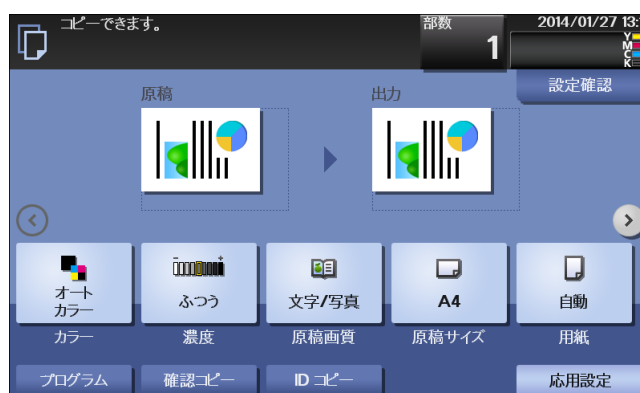 コピーできます。
部数
1
2014/01/27 13:
Y
M
C
K
設定確認
原稿
出力
オート
カラー
ふつう
文字/写真
A4
自動
カラー
濃度
原稿画質
原稿サイズ
用紙
プログラム
確認コピー
ID コピー
応用設定